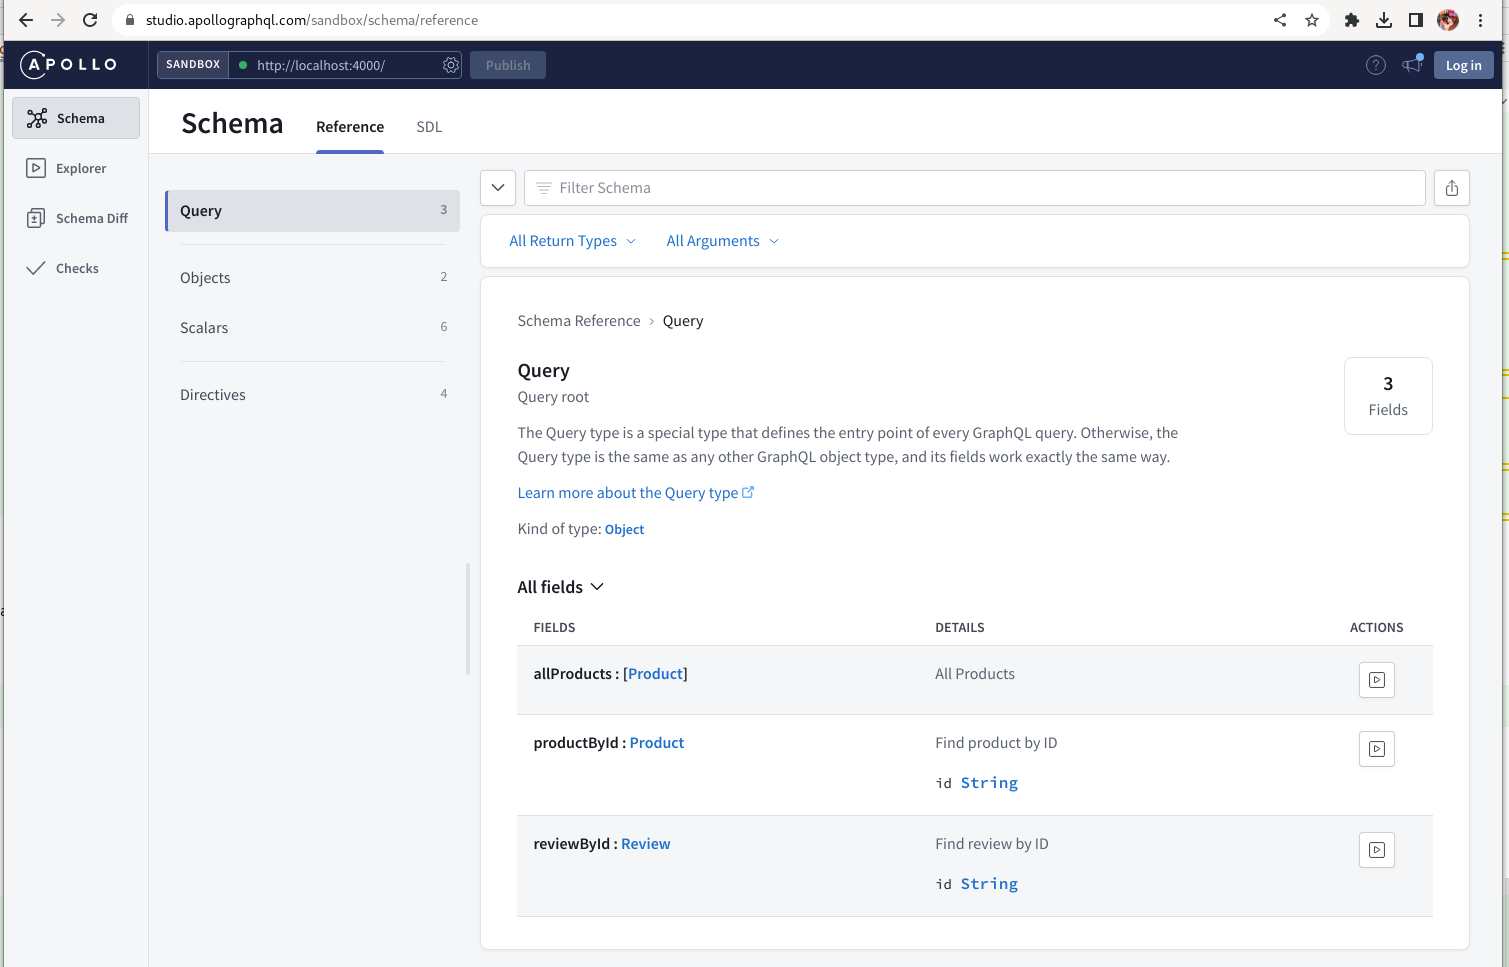 studio.apollographql.com/sandbox/schema/reference
APOLLO
SANDBOX
http://localhost:4000/
Publish
?
Log in
Schema
Explorer
Schema Diff
Checks
Schema
Reference
SDL
Query 3
Objects 2
Scalars 6
Directives 4
Filter Schema
All Return Types
All Arguments
Schema Reference › Query
Query
Query root
The Query type is a special type that defines the entry point of every GraphQL query. Otherwise, the
Query type is the same as any other GraphQL object type, and its fields work exactly the same way.
Learn more about the Query type
Kind of type: Object
3
Fields
All fields
FIELDS DETAILS ACTIONS
allProducts : [Product] All Products
productById : Product Find product by ID
id String
reviewById : Review Find review by ID
id String